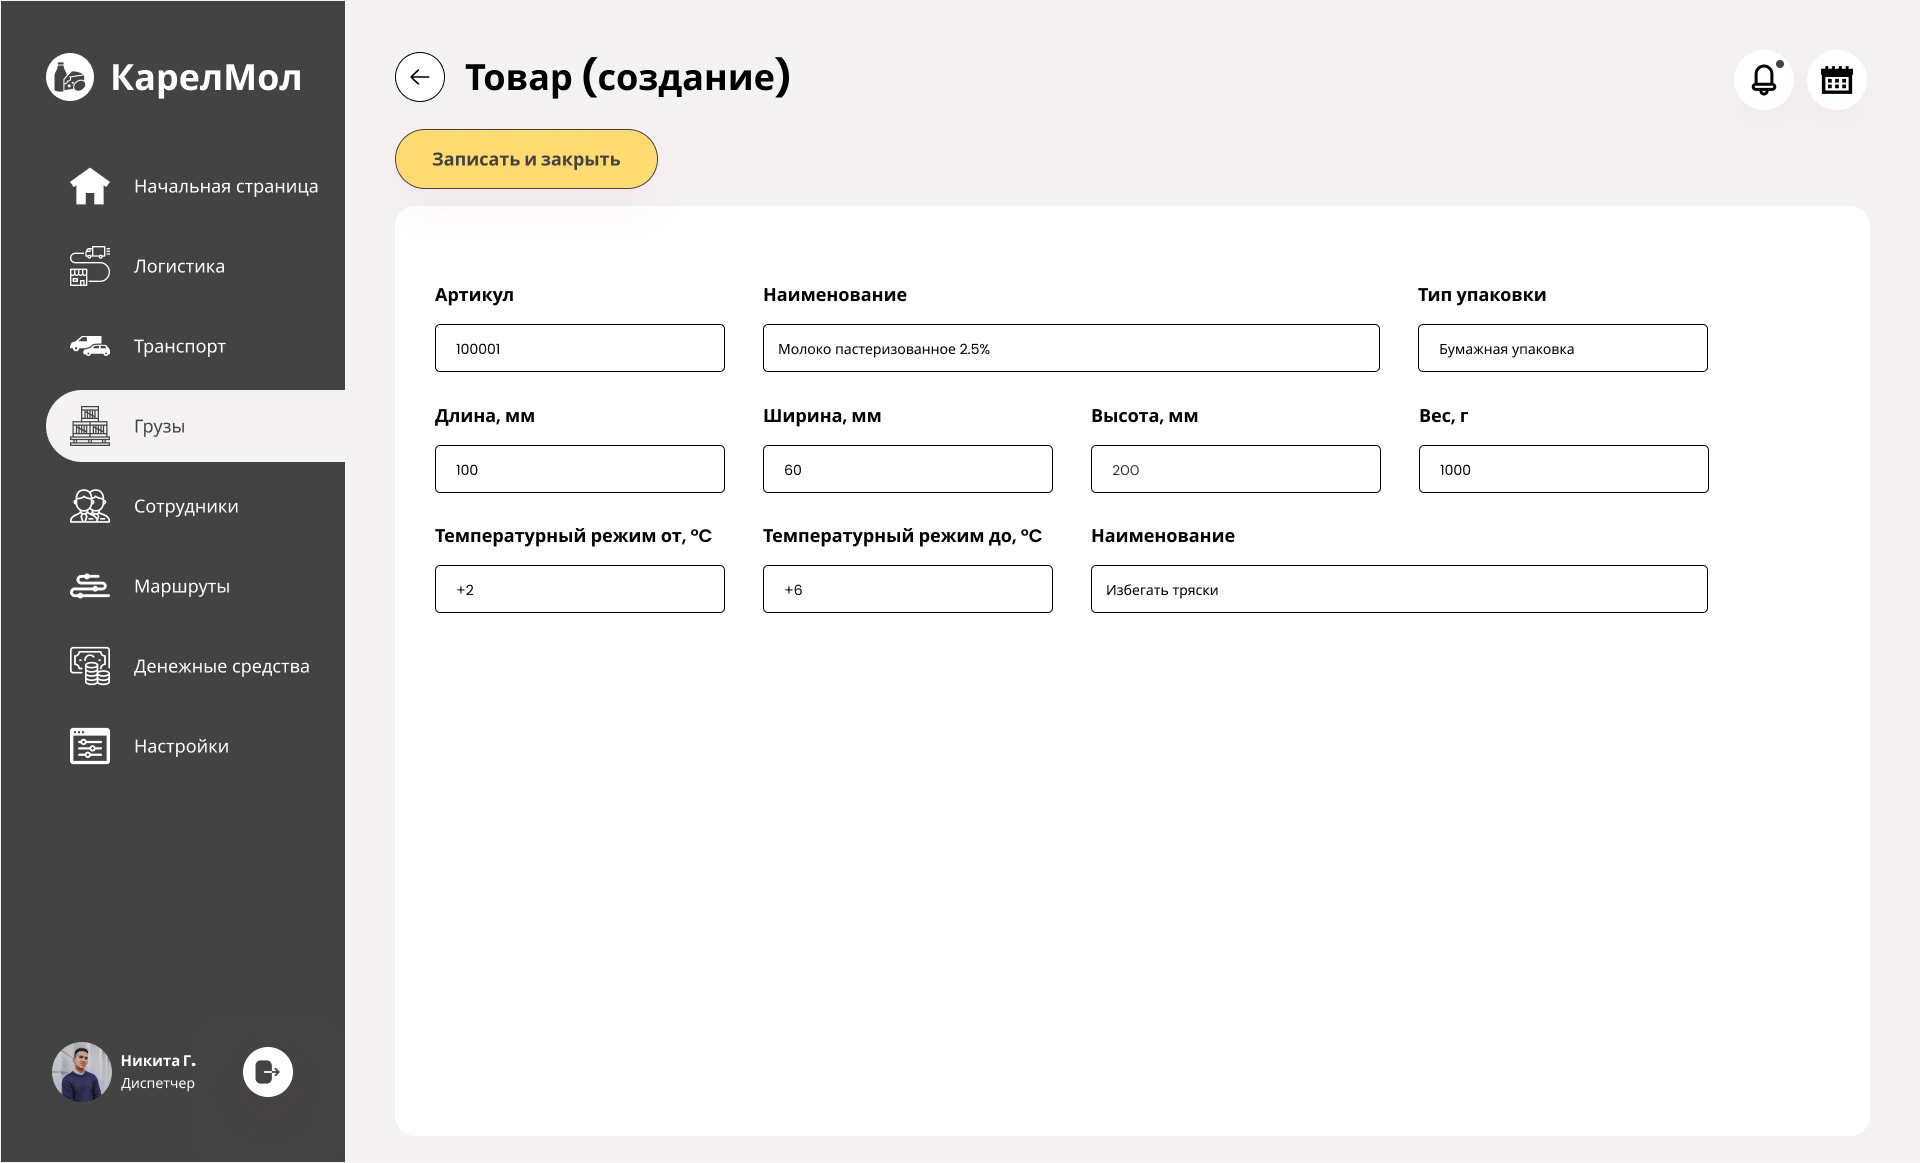 КарелМол
Начальная страница
Логистика
Транспорт
Грузы
Сотрудники
Маршруты
Денежные средства
Настройки
Никита Г.
Диспетчер
Товар (создание)
Записать и закрыть
Артикул
100001
Наименование
Молоко пастеризованное 2.5%
Тип упаковки
Бумажная упаковка
Длина, мм
100
Ширина, мм
60
Высота, мм
200
Вес, г
1000
Температурный режим от, °C
+2
Температурный режим до, °C
+6
Наименование
Избегать тряски